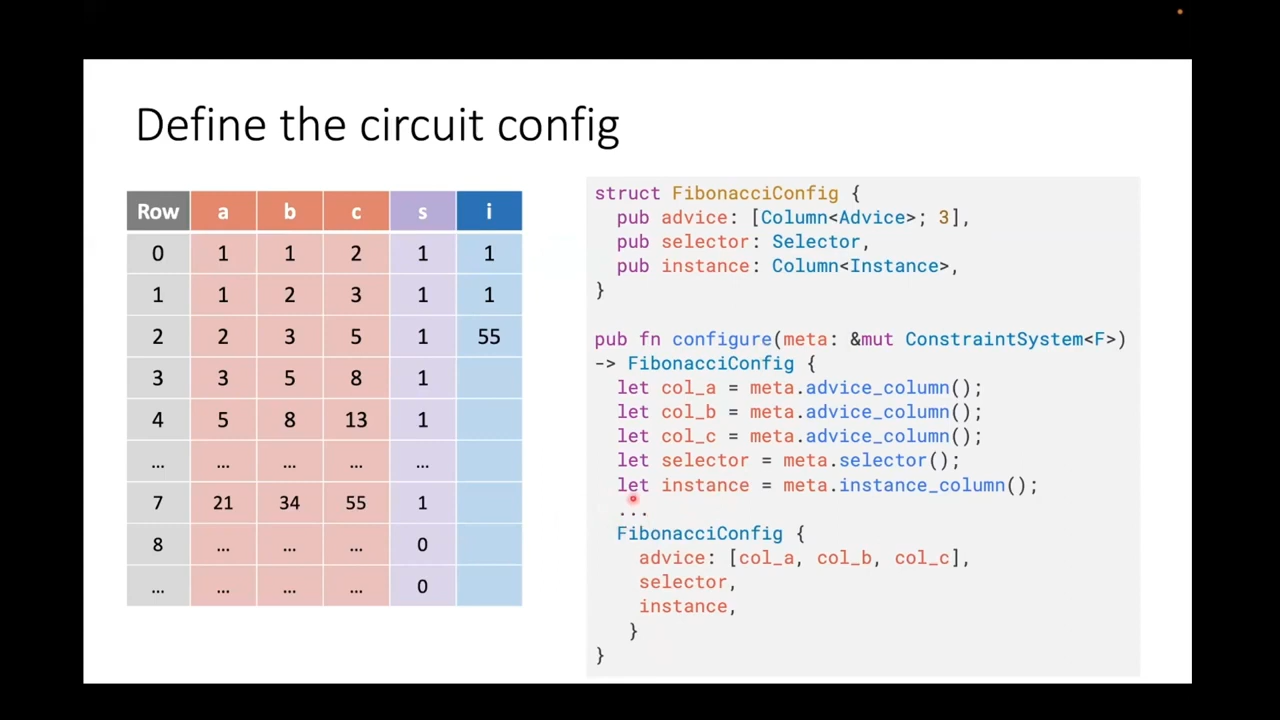 Define the circuit config
Row a b c s i
0 1 1 2 1 1
1 1 2 3 1 1
2 2 3 5 1 55
3 3 5 8 1
4 5 8 13 1
... ... ... ... ...
7 21 34 55 1
8 ... ... ... 0
... ... ... ... 0
struct FibonacciConfig {
pub advice: [Column<Advice>; 3],
pub selector: Selector,
pub instance: Column<Instance>,
}
pub fn configure(meta: &mut ConstraintSystem<F>)
-> FibonacciConfig {
let col_a = meta.advice_column();
let col_b = meta.advice_column();
let col_c = meta.advice_column();
let selector = meta.selector();
let instance = meta.instance_column();
...
FibonacciConfig {
advice: [col_a, col_b, col_c],
selector,
instance,
}
}